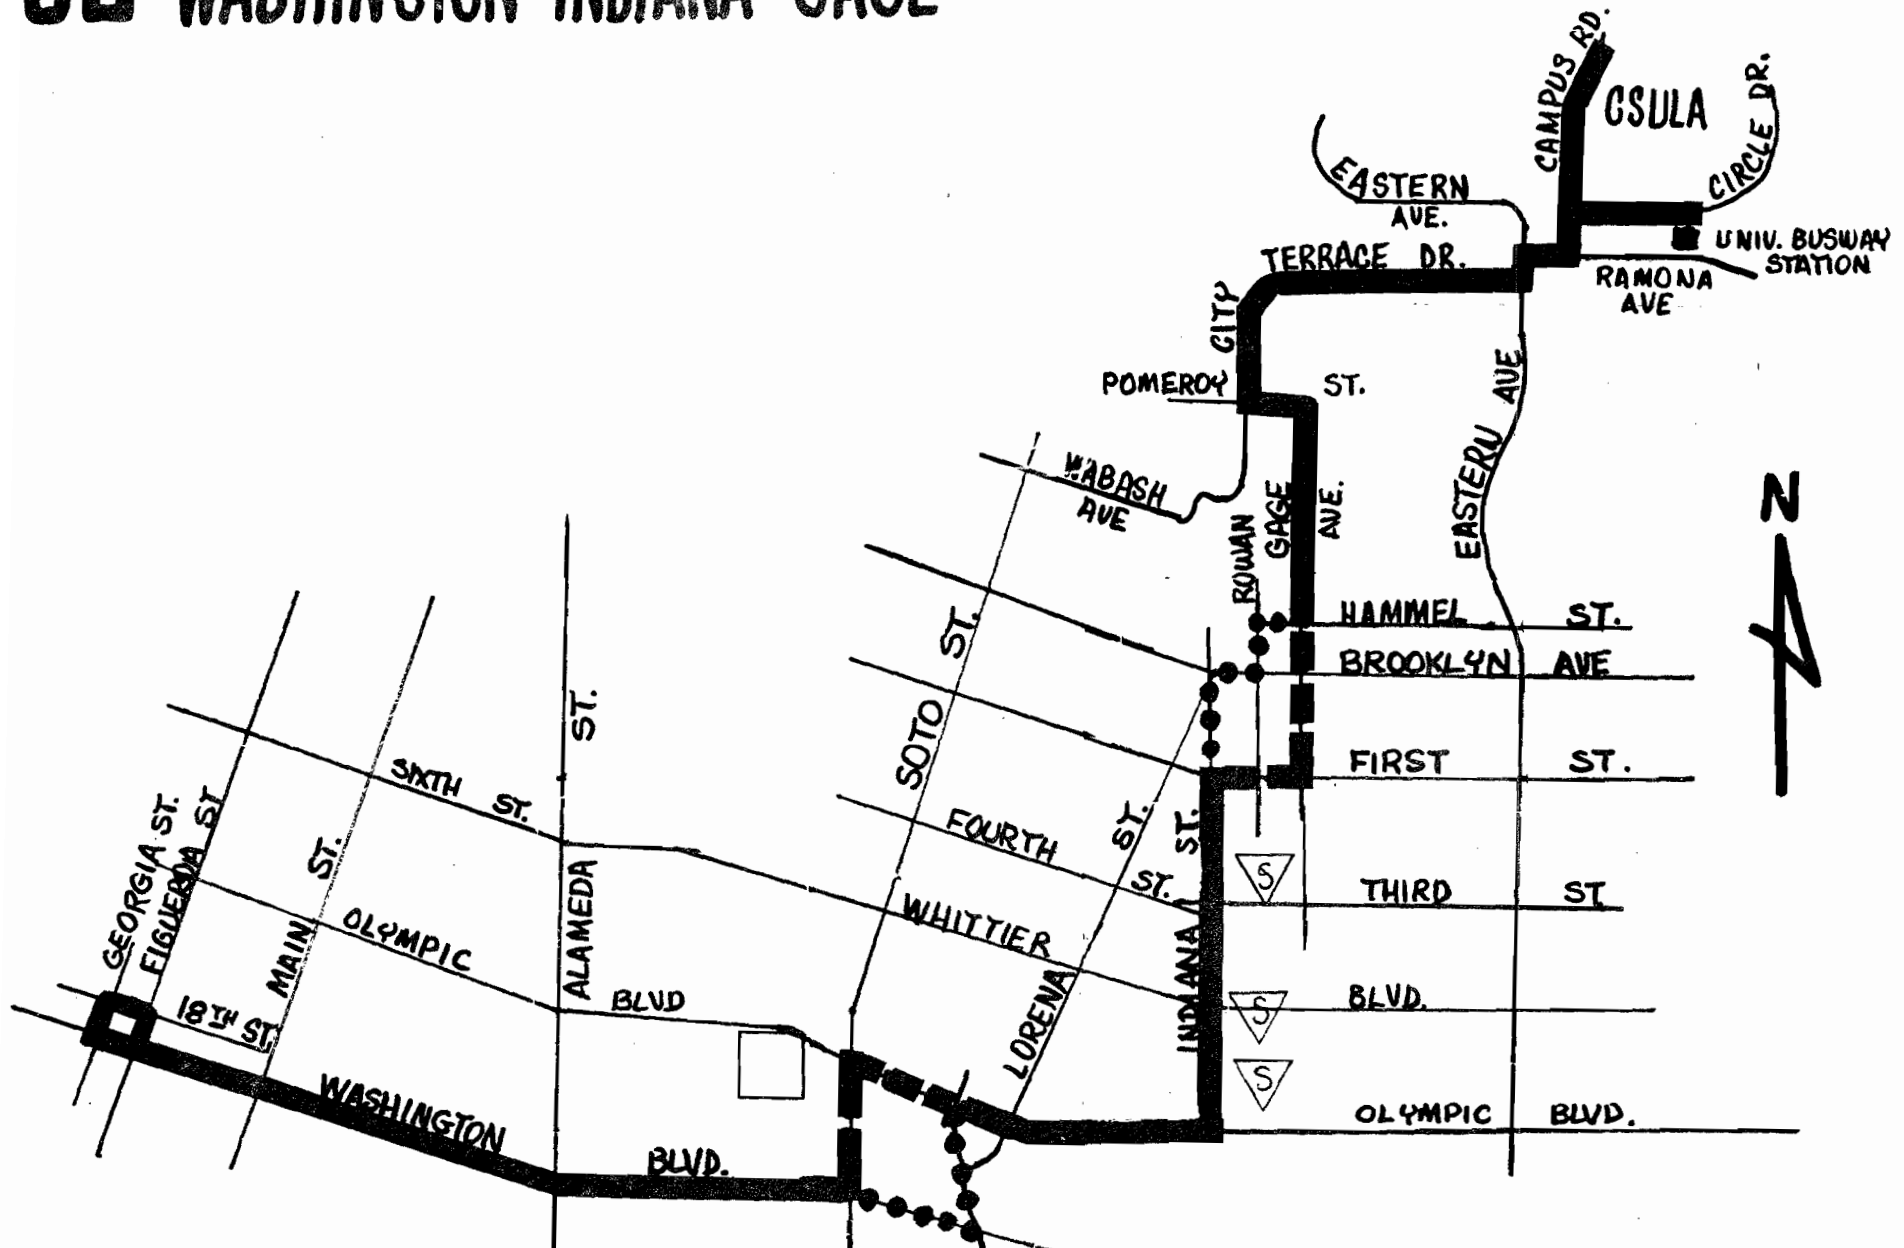 WASHINGTON INDIANA GAGE
CAMPUS RD.
CSULA
CIRCLE DR.
EASTERN
AVE.
UNIV. BUSWAY
STATION
TERRACE DR.
RAMONA
AVE
CITY
POMEROY ST.
EASTERN AVE
WABASH
AVE
GAGE AVE.
ROWAN
N
HAMMEL ST.
BROOKLYN AVE
SOTO ST.
FIRST ST.
ALAMEDA ST.
SIXTH ST.
GEORGIA ST.
FIGUEROA ST
MAIN ST.
FOURTH ST.
LORENA ST.
INDIANA ST.
S
THIRD ST
WHITTIER BLVD.
OLYMPIC BLVD
S
18TH ST.
S
WASHINGTON BLVD.
OLYMPIC BLVD.